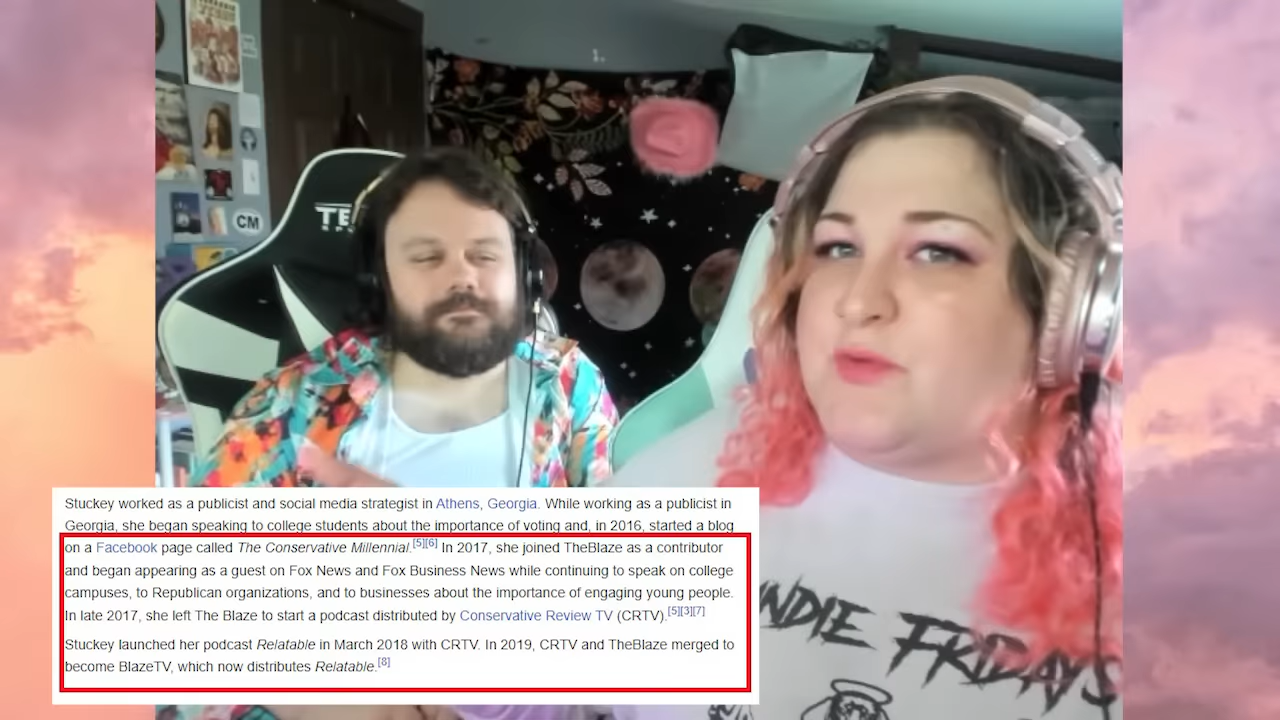 CM
TE
Stuckey worked as a publicist and social media strategist in Athens, Georgia. While working as a publicist in
Georgia, she began speaking to college students about the importance of voting and, in 2016, started a blog
on a Facebook page called The Conservative Millennial.[5][6] In 2017, she joined TheBlaze as a contributor
and began appearing as a guest on Fox News and Fox Business News while continuing to speak on college
campuses, to Republican organizations, and to businesses about the importance of engaging young people.
In late 2017, she left The Blaze to start a podcast distributed by Conservative Review TV (CRTV).[5][3][7]
Stuckey launched her podcast Relatable in March 2018 with CRTV. In 2019, CRTV and TheBlaze merged to
become BlazeTV, which now distributes Relatable.[8]
INDIE FRIDAYS